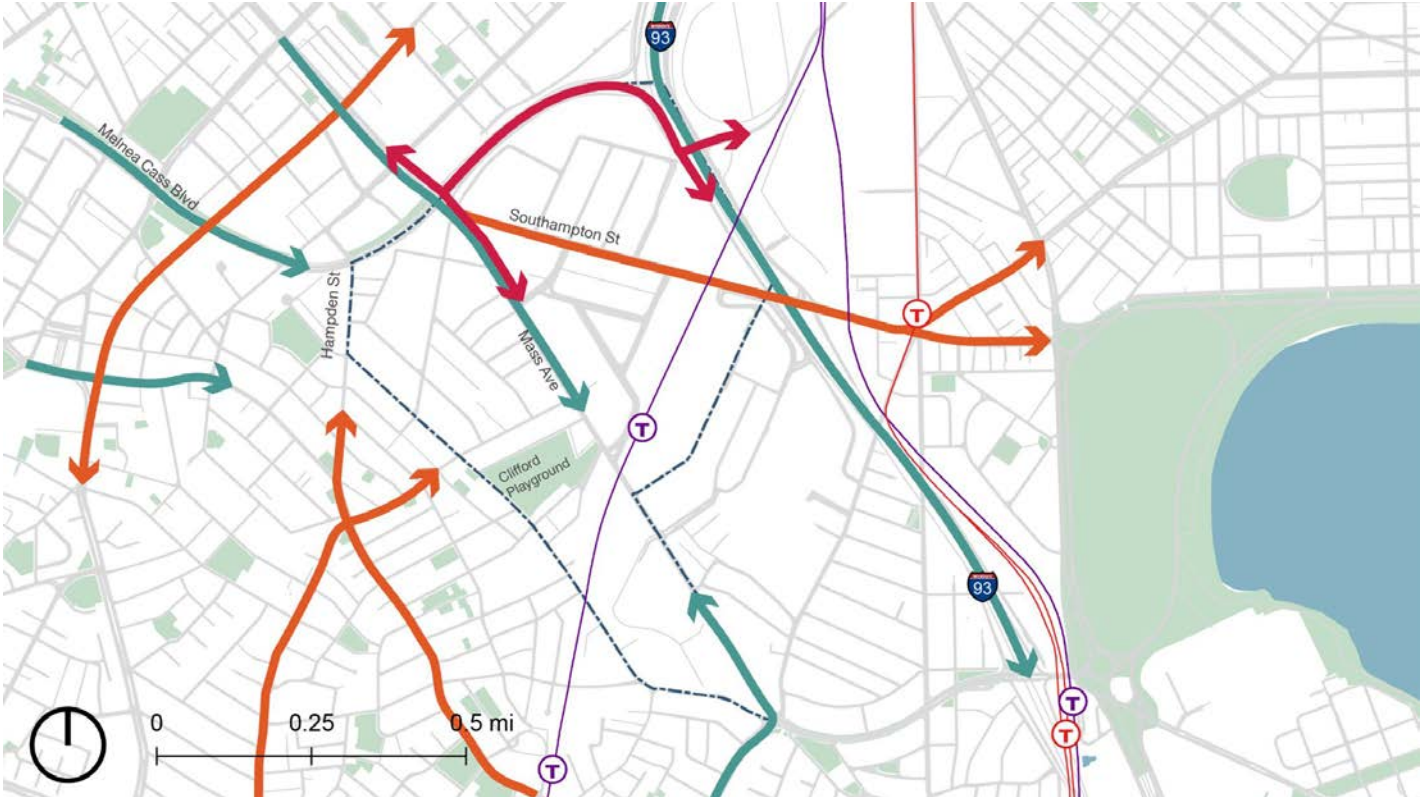 93
Melnea Cass Blvd
Southampton St
Hampden St
T
Mass Ave
T
Clifford
Playground
93
T
T
T
0
0.25
0.5 mi